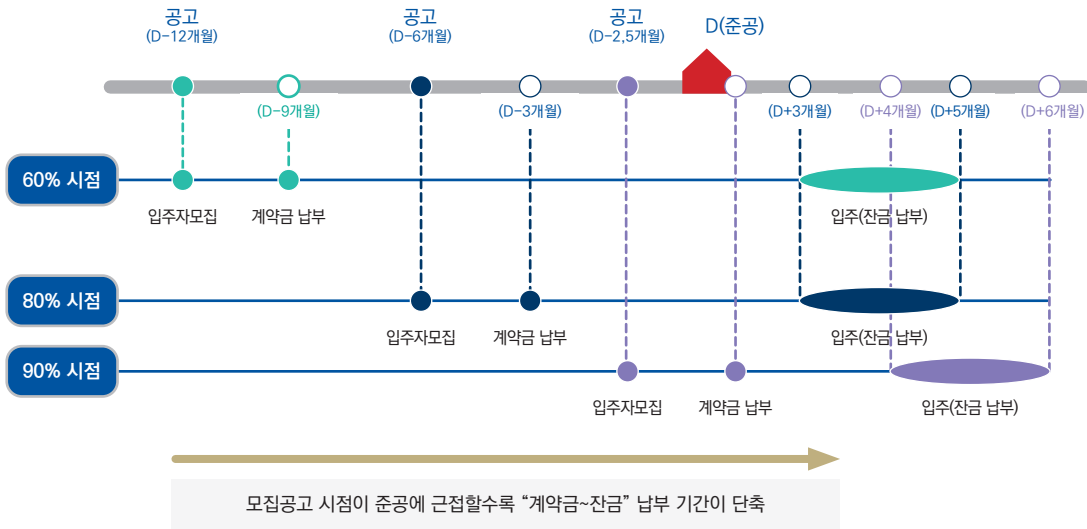 공고
(D-12개월)
공고
(D-6개월)
공고
(D-2,5개월)
D(준공)
(D-9개월)
(D-3개월)
(D+3개월)
(D+4개월)
(D+5개월)
(D+6개월)
60% 시점
입주자모집
계약금 납부
입주(잔금 납부)
80% 시점
입주자모집
계약금 납부
입주(잔금 납부)
90% 시점
입주자모집
계약금 납부
입주(잔금 납부)
모집공고 시점이 준공에 근접할수록 “계약금~잔금” 납부 기간이 단축